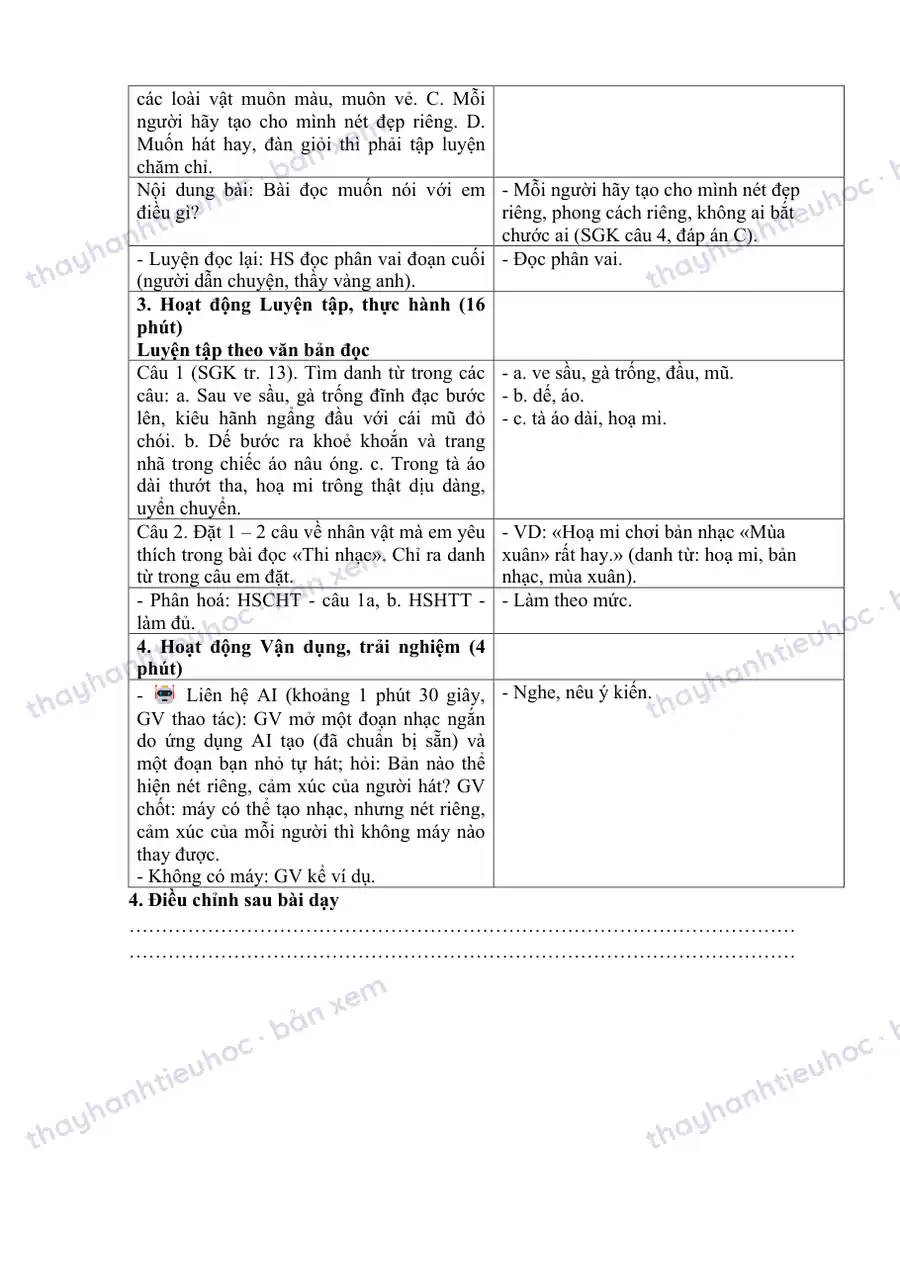 các loài vật muôn màu, muôn vẻ. C. Mỗi
người hãy tạo cho mình nét đẹp riêng. D.
Muốn hát hay, đàn giỏi thì phải tập luyện
chăm chỉ.
Nội dung bài: Bài đọc muốn nói với em
điều gì?
- Mỗi người hãy tạo cho mình nét đẹp
riêng, phong cách riêng, không ai bắt
chước ai (SGK câu 4, đáp án C).
- Luyện đọc lại: HS đọc phân vai đoạn cuối
(người dẫn chuyện, thầy vàng anh).
- Đọc phân vai.
3. Hoạt động Luyện tập, thực hành (16
phút)
Luyện tập theo văn bản đọc
Câu 1 (SGK tr. 13). Tìm danh từ trong các
câu: a. Sau ve sầu, gà trống đĩnh đạc bước
lên, kiêu hãnh ngẩng đầu với cái mũ đỏ
chói. b. Dế bước ra khoẻ khoắn và trang
nhã trong chiếc áo nâu óng. c. Trong tà áo
dài thướt tha, hoạ mi trông thật dịu dàng,
uyển chuyển.
- a. ve sầu, gà trống, đầu, mũ.
- b. dế, áo.
- c. tà áo dài, hoạ mi.
Câu 2. Đặt 1 – 2 câu về nhân vật mà em yêu
thích trong bài đọc «Thi nhạc». Chỉ ra danh
từ trong câu em đặt.
- VD: «Hoạ mi chơi bản nhạc «Mùa
xuân» rất hay.» (danh từ: hoạ mi, bản
nhạc, mùa xuân).
- Phân hoá: HSCHT - câu 1a, b. HSHTT -
làm đủ.
- Làm theo mức.
4. Hoạt động Vận dụng, trải nghiệm (4
phút)
- Liên hệ AI (khoảng 1 phút 30 giây,
GV thao tác): GV mở một đoạn nhạc ngắn
do ứng dụng AI tạo (đã chuẩn bị sẵn) và
một đoạn bạn nhỏ tự hát; hỏi: Bản nào thể
hiện nét riêng, cảm xúc của người hát? GV
chốt: máy có thể tạo nhạc, nhưng nét riêng,
cảm xúc của mỗi người thì không máy nào
thay được.
- Không có máy: GV kể ví dụ.
- Nghe, nêu ý kiến.
4. Điều chỉnh sau bài dạy
……………………………………………………………………………………………
……………………………………………………………………………………………
thayhanhtieuhoc · bản xem
thayhanhtieuhoc · b
thayhanhtieuhoc · bản xem
thayhanhtieuhoc · b
thayhanhtieuhoc · bản xem
thayhanhtieuhoc · b